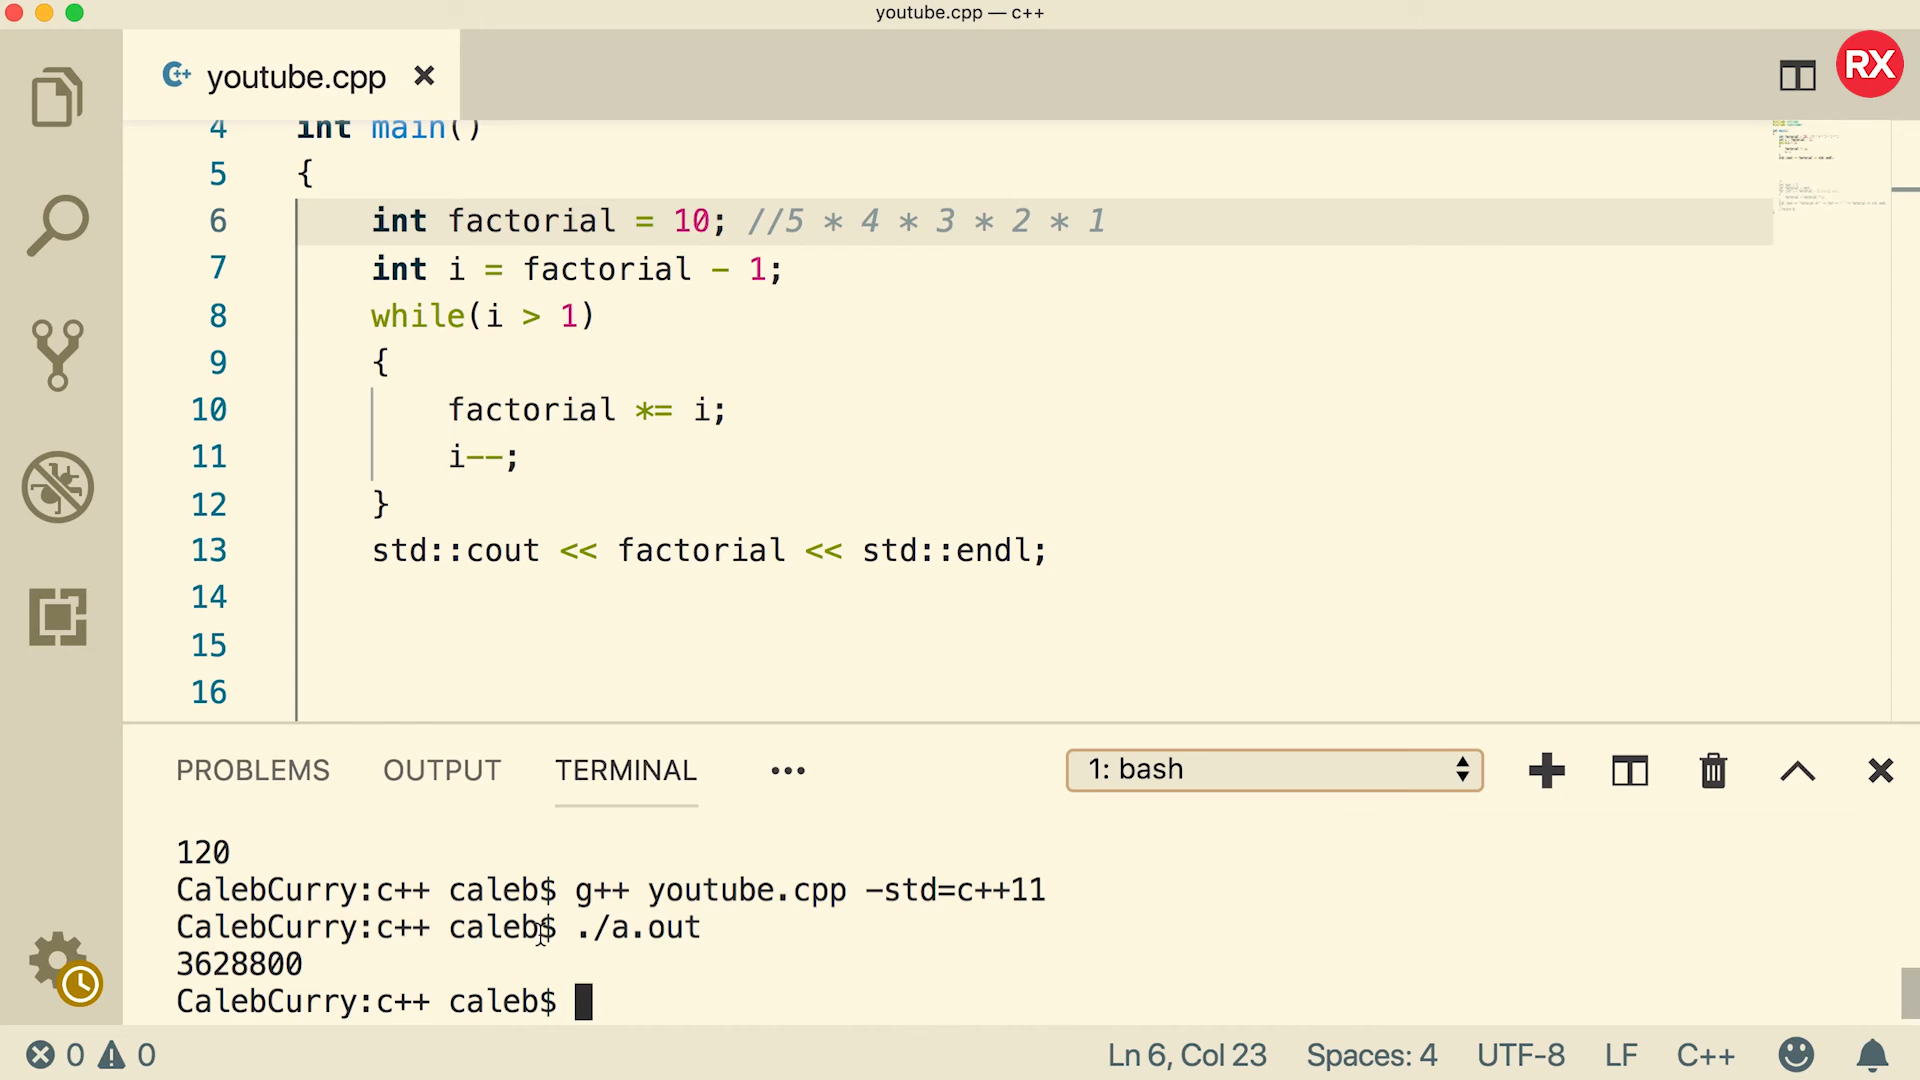 youtube.cpp — c++
youtube.cpp
RX
4 int main()
5 {
6 int factorial = 10; //5 * 4 * 3 * 2 * 1
7 int i = factorial - 1;
8 while(i > 1)
9 {
10 factorial *= i;
11 i--;
12 }
13 std::cout << factorial << std::endl;
14
15
16
PROBLEMS OUTPUT TERMINAL ••• 1: bash
120
CalebCurry:c++ caleb$ g++ youtube.cpp -std=c++11
CalebCurry:c++ caleb$ ./a.out
3628800
CalebCurry:c++ caleb$
0 0 Ln 6, Col 23 Spaces: 4 UTF-8 LF C++